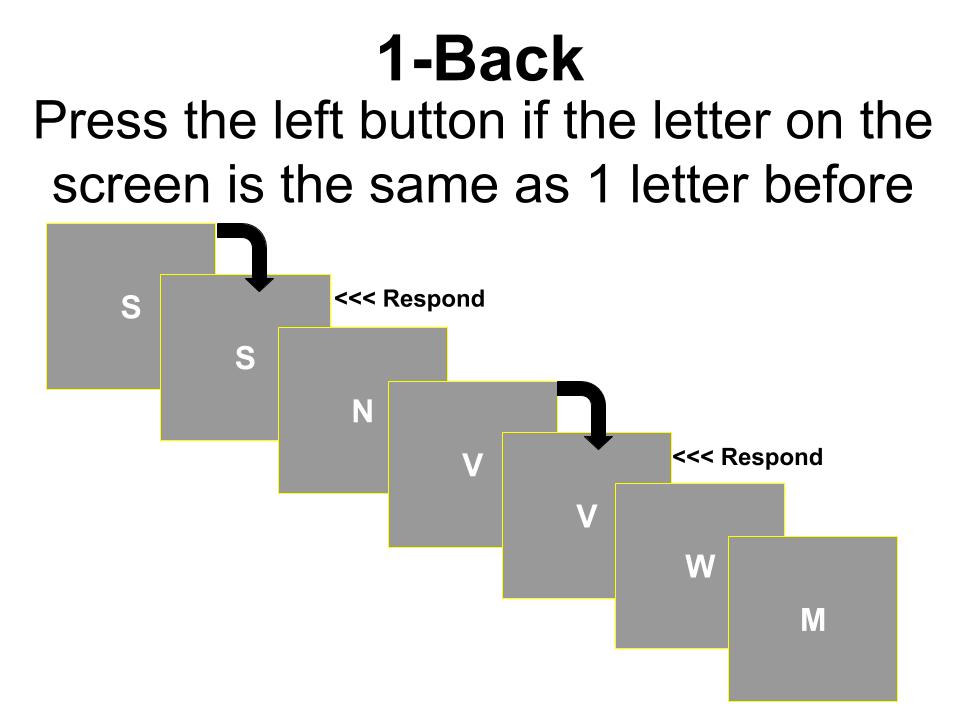 1-Back
Press the left button if the letter on the
screen is the same as 1 letter before
S
S
<<< Respond
N
V
V
<<< Respond
W
M